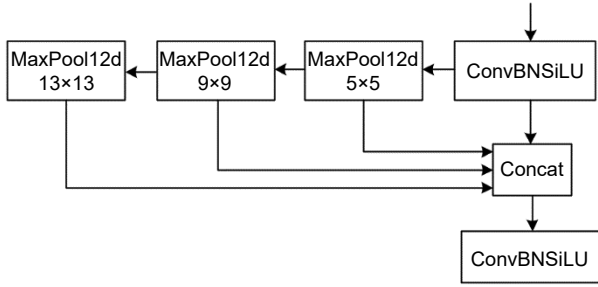 MaxPool12d
13×13
MaxPool12d
9×9
MaxPool12d
5×5
ConvBNSiLU
Concat
ConvBNSiLU